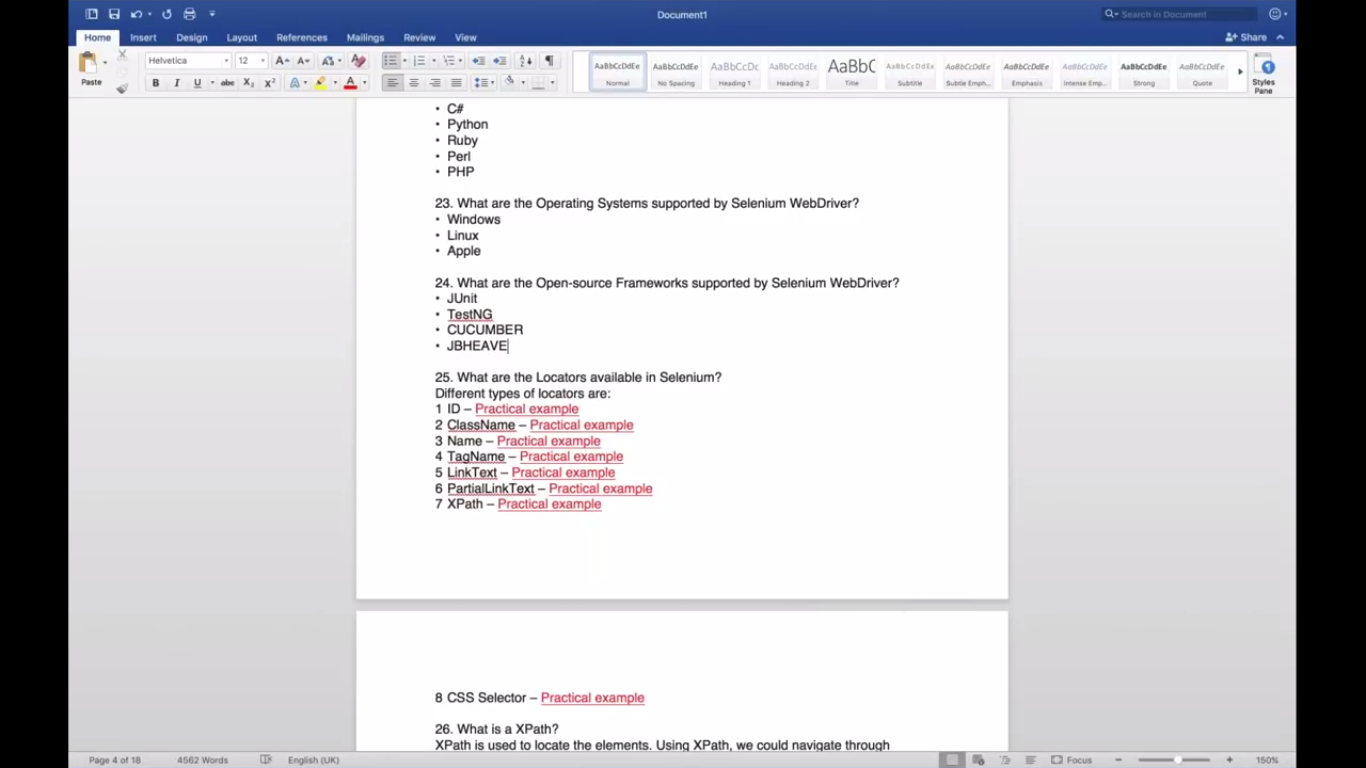 Document1
Search in Document
Home Insert Design Layout References Mailings Review View
Share
Paste
Helvetica 12
B I U abc X₂ X²
AaBbCcDdEe AaBbCcDdEe AaBbCcDc AaBbCcDdEe AaBbC AaBbCcDdEe AaBbCcDdEe AaBbCcDdEe AaBbCcDdEe AaBbCcDdEe AaBbCcDdEe
Normal No Spacing Heading 1 Heading 2 Title Subtitle Subtle Emph... Emphasis Intense Emp... Strong Quote
Styles Pane
• C#
• Python
• Ruby
• Perl
• PHP
23. What are the Operating Systems supported by Selenium WebDriver?
• Windows
• Linux
• Apple
24. What are the Open-source Frameworks supported by Selenium WebDriver?
• JUnit
• TestNG
• CUCUMBER
• JBHEAVE
25. What are the Locators available in Selenium?
Different types of locators are:
1 ID – Practical example
2 ClassName – Practical example
3 Name – Practical example
4 TagName – Practical example
5 LinkText – Practical example
6 PartialLinkText – Practical example
7 XPath – Practical example
8 CSS Selector – Practical example
26. What is a XPath?
XPath is used to locate the elements. Using XPath, we could navigate through
Page 4 of 18 4562 Words English (UK) Focus 150%